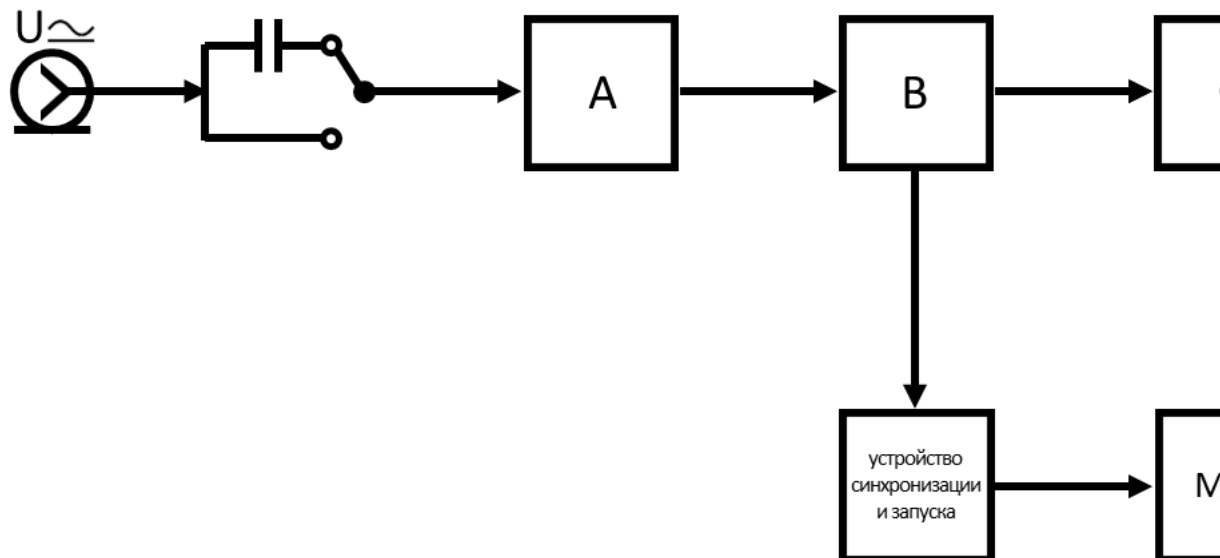 U
A
B
устройство
синхронизации
и запуска